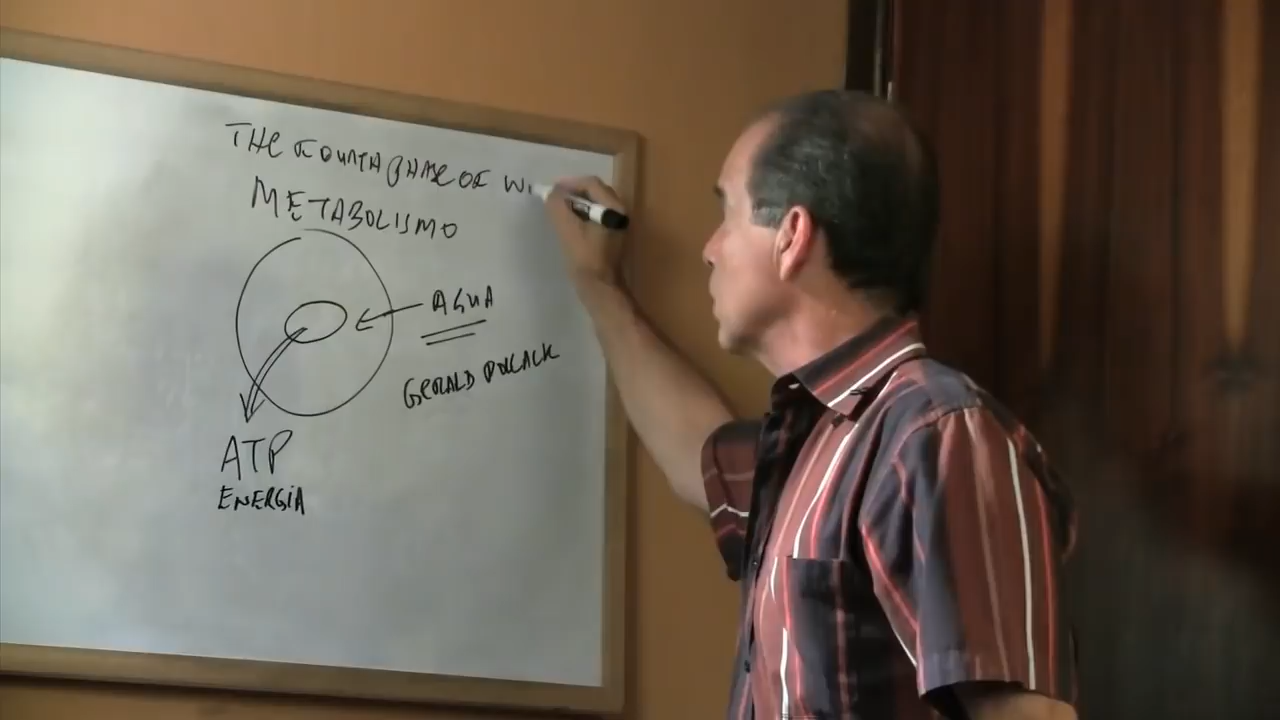 THE FOURTH PHASE OF W
METABOLISMO
AGUA
GERALD POLLACK
ATP
ENERGIA